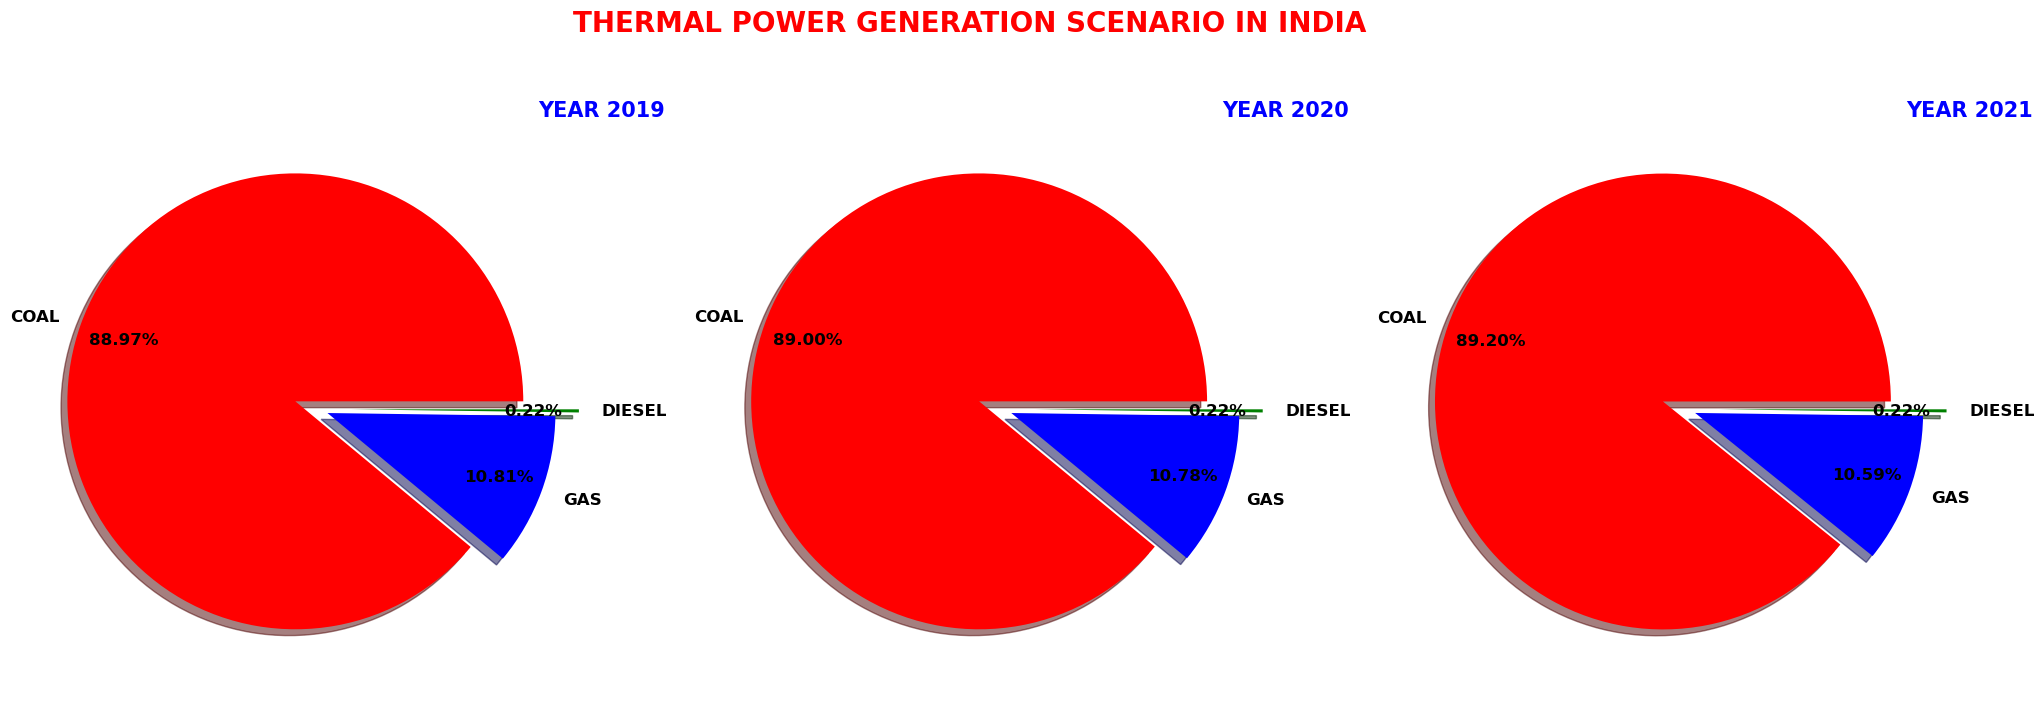 THERMAL POWER GENERATION SCENARIO IN INDIA
YEAR 2019
COAL
88.97%
0.22%
DIESEL
10.81%
GAS
YEAR 2020
COAL
89.00%
0.22%
DIESEL
10.78%
GAS
YEAR 2021
COAL
89.20%
0.22%
DIESEL
10.59%
GAS